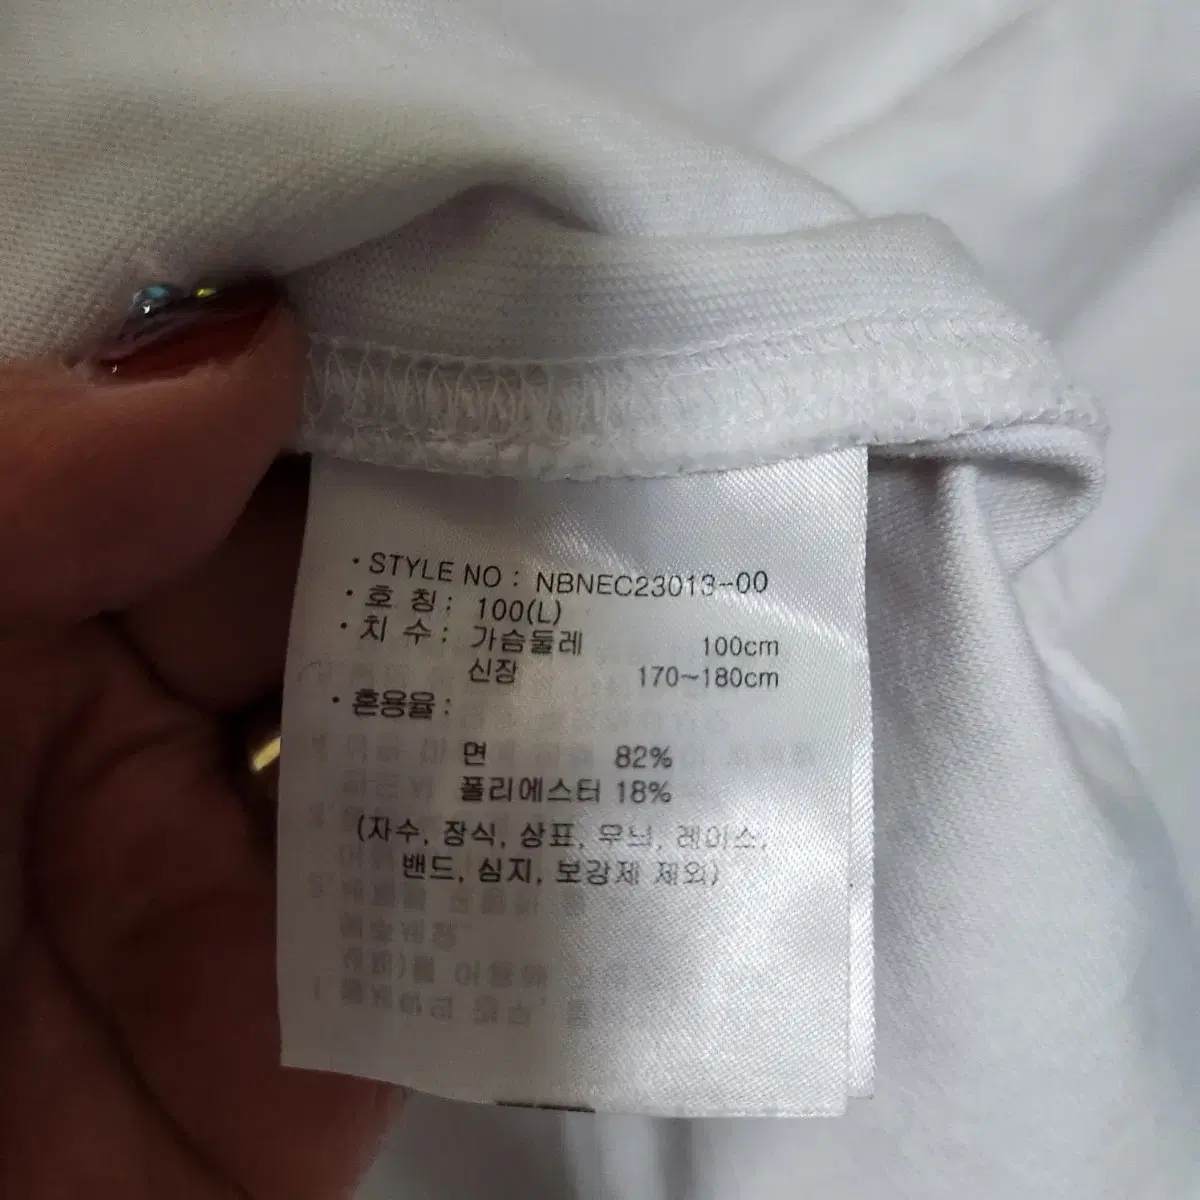 · STYLE NO : NBNEC23013-00
· 호 칭 : 100(L)
· 치 수 : 가슴둘레 100cm
신장 170~180cm
· 혼용율 :
면 82%
폴리에스터 18%
(자수, 장식, 상표, 무늬, 레이스,
밴드, 심지, 보강제 제외)